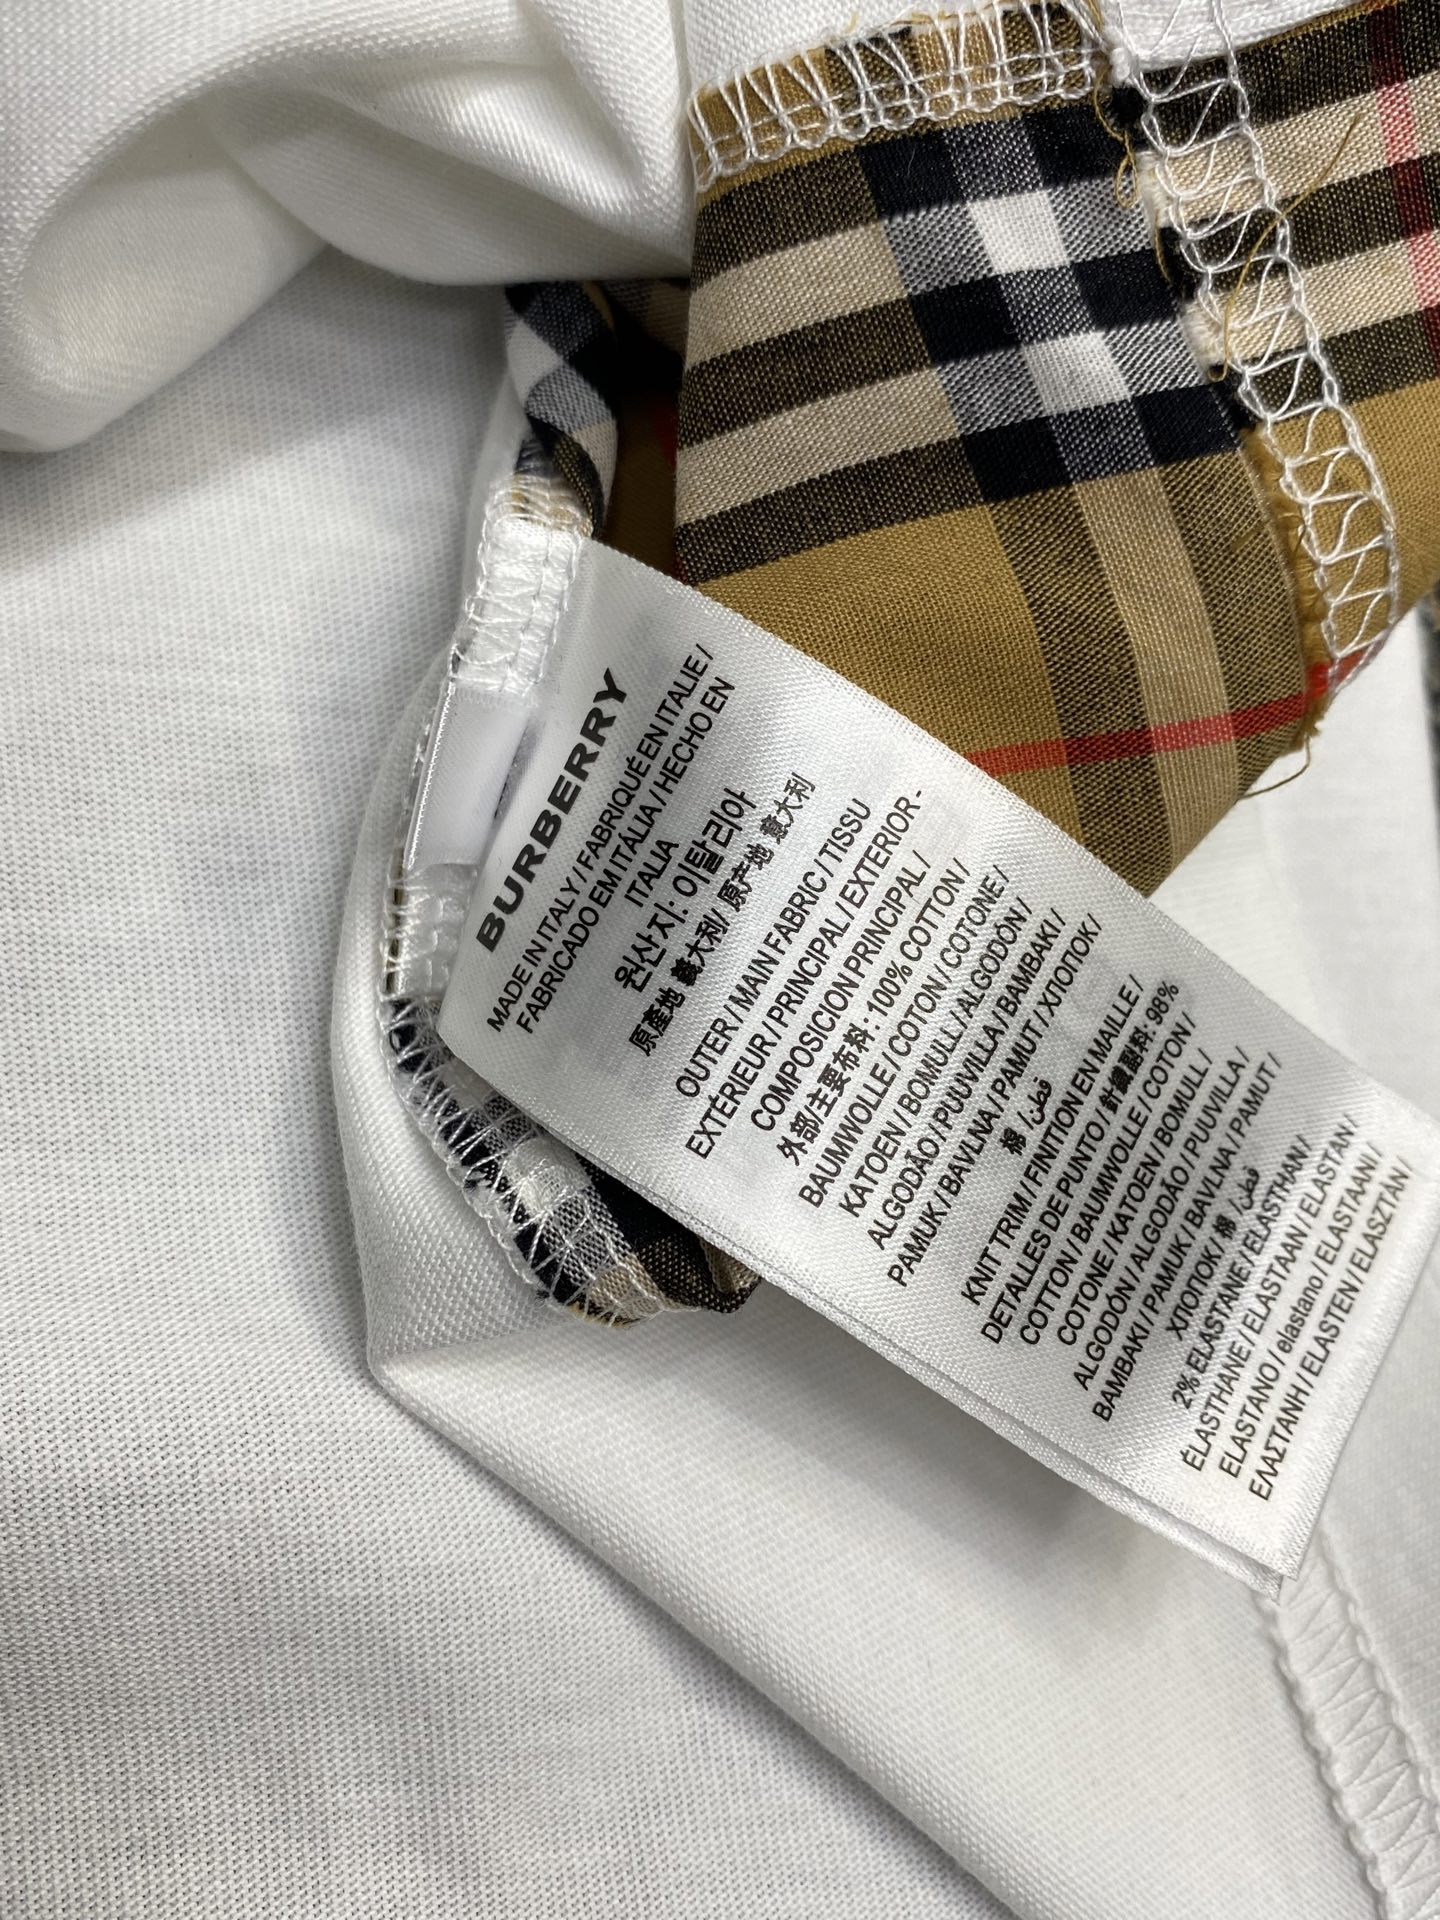 BURBERRY
MADE IN ITALY / FABRIQUÉ EN ITALIE /
FABRICADO EM ITÁLIA / HECHO EN
ITALIA
원산지: 이탈리아
原產地 義大利/ 原产地 意大利
OUTER / MAIN FABRIC / TISSU
EXTÉRIEUR / PRINCIPAL / EXTERIOR -
COMPOSICION PRINCIPAL /
外部/主要布料: 100% COTTON /
BAUMWOLLE / COTON / COTONE /
KATOEN / BOMULL / ALGODÓN /
ALGODÃO / PUUVILLA / BAMBAKI /
PAMUK / BAVLNA / PAMUT / ХЛОПОК /
棉 / قطن
KNIT TRIM / FINITION EN MAILLE /
DETALLES DE PUNTO / 針織副料: 98%
COTTON / BAUMWOLLE / COTON /
COTONE / KATOEN / BOMULL /
ALGODÓN / ALGODÃO / PUUVILLA /
BAMBAKI / PAMUK / BAVLNA / PAMUT /
ХЛОПОК / 棉 / قطن
2% ELASTANE / ELASTHAN /
ÉLASTHANE / ELASTAAN / ELASTAN /
ELASTANO / elastano / ELASTAANI /
ΕΛΑΣΤΑΝΗ / ELASTEN / ELASZTÁN /